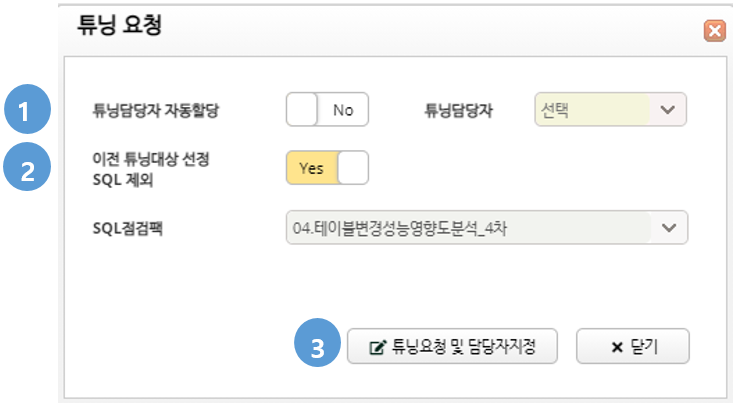 튜닝 요청
1
튜닝담당자 자동할당 No 튜닝담당자 선택
2
이전 튜닝대상 선정 Yes
SQL 제외
SQL점검팩 04.테이블변경성능영향도분석_4차
3
튜닝요청 및 담당자지정 닫기